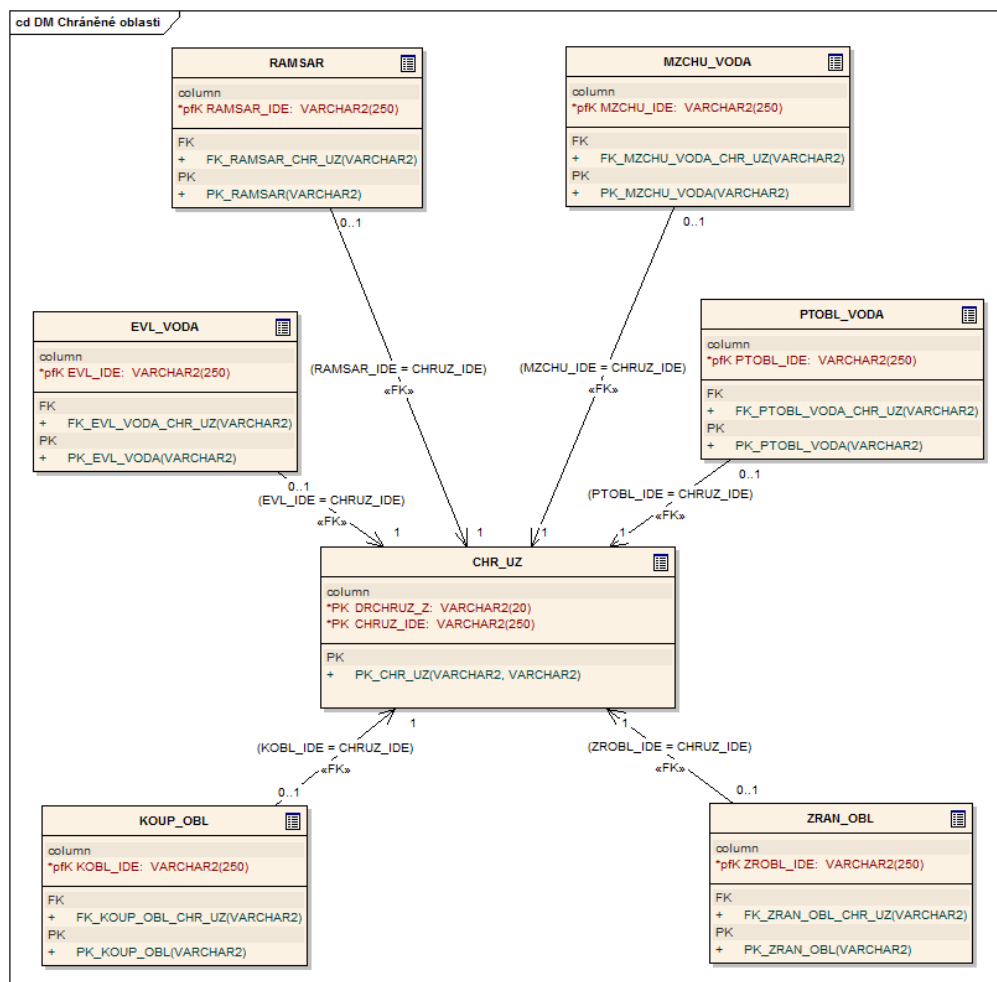 cd DM Chráněné oblasti
RAMSAR
column
*pfK RAMSAR_IDE: VARCHAR2(250)
FK
+ FK_RAMSAR_CHR_UZ(VARCHAR2)
PK
+ PK_RAMSAR(VARCHAR2)
0..1
MZCHU_VODA
column
*pfK MZCHU_IDE: VARCHAR2(250)
FK
+ FK_MZCHU_VODA_CHR_UZ(VARCHAR2)
PK
+ PK_MZCHU_VODA(VARCHAR2)
0..1
EVL_VODA
column
*pfK EVL_IDE: VARCHAR2(250)
FK
+ FK_EVL_VODA_CHR_UZ(VARCHAR2)
PK
+ PK_EVL_VODA(VARCHAR2)
0..1
(EVL_IDE = CHRUZ_IDE)
«FK»
1
(RAMSAR_IDE = CHRUZ_IDE)
«FK»
1
(MZCHU_IDE = CHRUZ_IDE)
«FK»
1
PTOBL_VODA
column
*pfK PTOBL_IDE: VARCHAR2(250)
FK
+ FK_PTOBL_VODA_CHR_UZ(VARCHAR2)
PK
+ PK_PTOBL_VODA(VARCHAR2)
0..1
(PTOBL_IDE = CHRUZ_IDE)
«FK»
1
CHR_UZ
column
*PK DRCHRUZ_Z: VARCHAR2(20)
*PK CHRUZ_IDE: VARCHAR2(250)
PK
+ PK_CHR_UZ(VARCHAR2, VARCHAR2)
1
(KOBL_IDE = CHRUZ_IDE)
«FK»
0..1
1
(ZROBL_IDE = CHRUZ_IDE)
«FK»
0..1
KOUP_OBL
column
*pfK KOBL_IDE: VARCHAR2(250)
FK
+ FK_KOUP_OBL_CHR_UZ(VARCHAR2)
PK
+ PK_KOUP_OBL(VARCHAR2)
ZRAN_OBL
column
*pfK ZROBL_IDE: VARCHAR2(250)
FK
+ FK_ZRAN_OBL_CHR_UZ(VARCHAR2)
PK
+ PK_ZRAN_OBL(VARCHAR2)